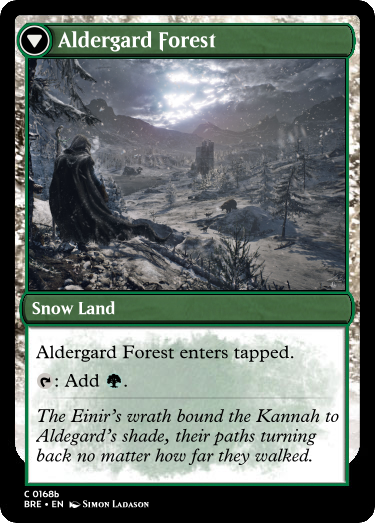 Aldergard Forest
Snow Land
Aldergard Forest enters tapped.
: Add .
The Einir's wrath bound the Kannah to
Aldegard's shade, their paths turning
back no matter how far they walked.
C 0168b
BRE • EN Simon Ladason